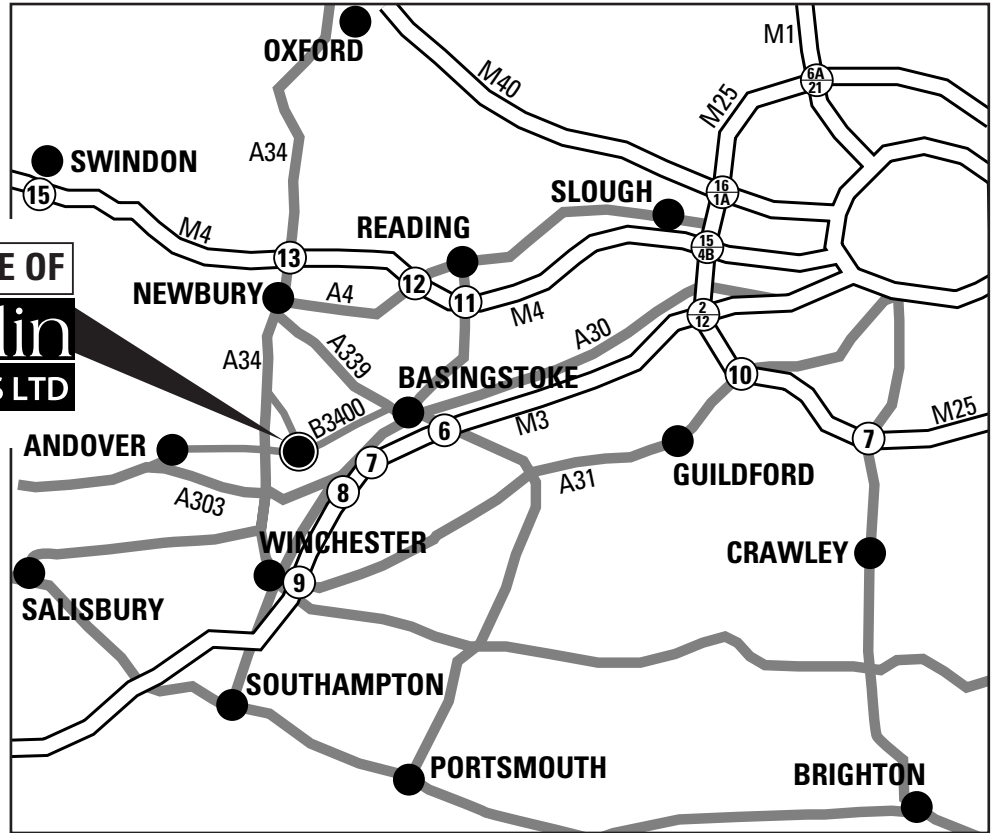 OXFORD
M40
M1
6A
21
M25
A34
SWINDON
15
SLOUGH
16
1A
READING
M4
13
12
11
15
4B
E OF
lin
S LTD
NEWBURY
A4
M4
2
12
A30
A34
A339
BASINGSTOKE
10
B3400
6
M3
M25
ANDOVER
7
7
8
A31
GUILDFORD
A303
WINCHESTER
CRAWLEY
9
SALISBURY
SOUTHAMPTON
PORTSMOUTH
BRIGHTON